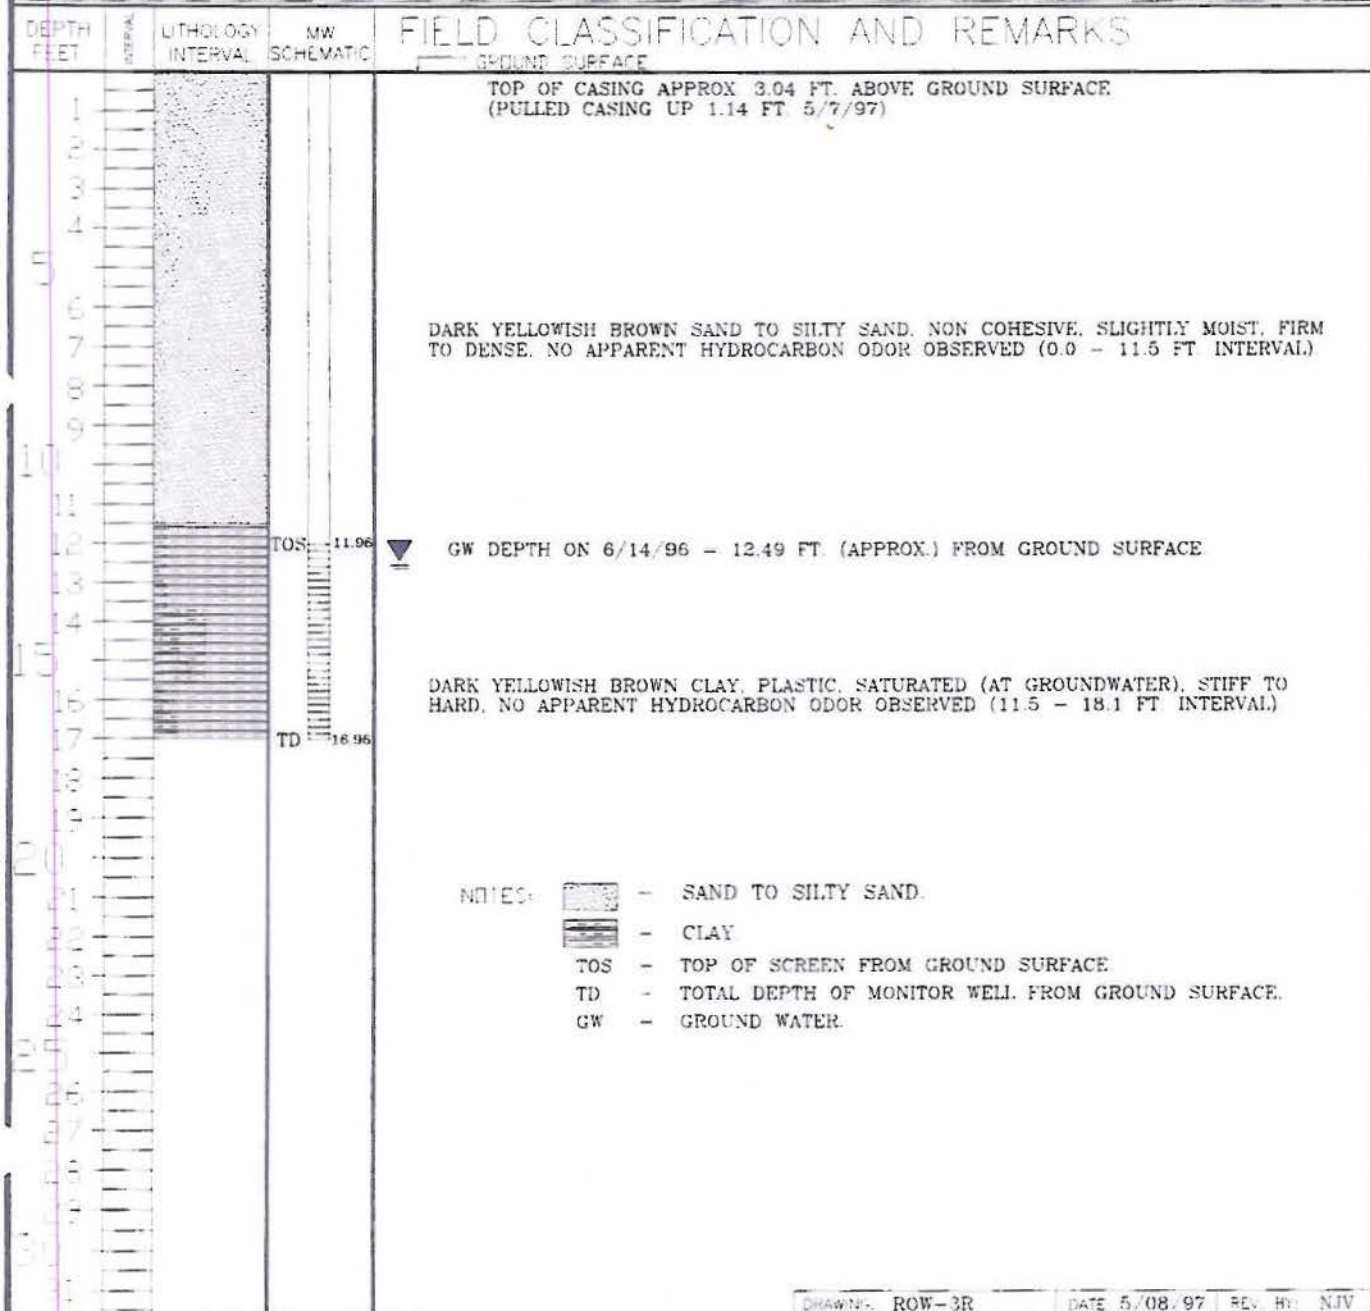 DEPTH FEET
INTERVAL
LITHOLOGY INTERVAL
MW SCHEMATIC
FIELD CLASSIFICATION AND REMARKS
GROUND SURFACE
TOP OF CASING APPROX 3.04 FT. ABOVE GROUND SURFACE
(PULLED CASING UP 1.14 FT 5/7/97)
1
2
3
4
5
6
7
8
9
10
11
12
13
14
15
16
17
18
19
20
21
22
23
24
25
26
27
28
29
30
DARK YELLOWISH BROWN SAND TO SILTY SAND, NON COHESIVE, SLIGHTLY MOIST, FIRM
TO DENSE, NO APPARENT HYDROCARBON ODOR OBSERVED (0.0 - 11.5 FT INTERVAL)
TOS 11.96
GW DEPTH ON 6/14/96 - 12.49 FT. (APPROX.) FROM GROUND SURFACE
DARK YELLOWISH BROWN CLAY, PLASTIC, SATURATED (AT GROUNDWATER), STIFF TO
HARD, NO APPARENT HYDROCARBON ODOR OBSERVED (11.5 - 18.1 FT INTERVAL)
TD 16.96
NOTES: - SAND TO SILTY SAND.
- CLAY
TOS - TOP OF SCREEN FROM GROUND SURFACE
TD - TOTAL DEPTH OF MONITOR WELL FROM GROUND SURFACE.
GW - GROUND WATER.
DRAWING: ROW-3R DATE 5/08/97 REV. BY: NJV